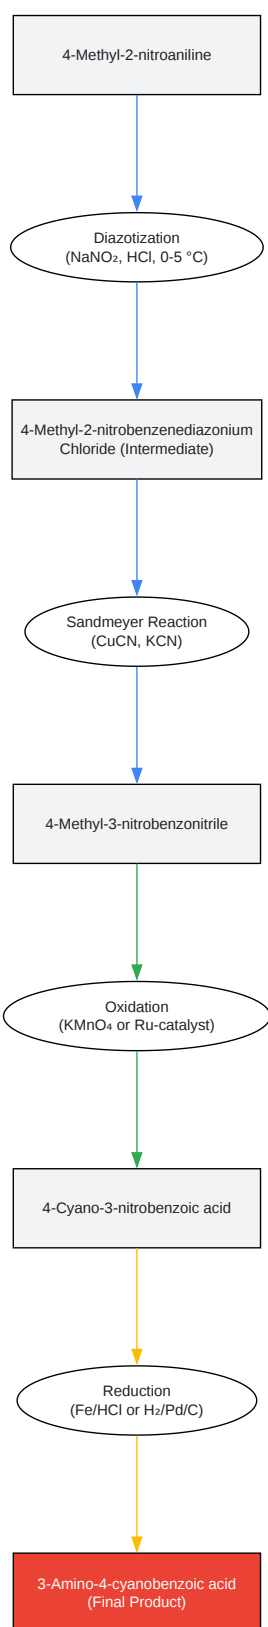 4-Methyl-2-nitroaniline
Diazotization
(NaNO₂, HCl, 0-5 °C)
4-Methyl-2-nitrobenzenediazonium
Chloride (Intermediate)
Sandmeyer Reaction
(CuCN, KCN)
4-Methyl-3-nitrobenzonitrile
Oxidation
(KMnO₄ or Ru-catalyst)
4-Cyano-3-nitrobenzoic acid
Reduction
(Fe/HCl or H₂/Pd/C)
3-Amino-4-cyanobenzoic acid
(Final Product)